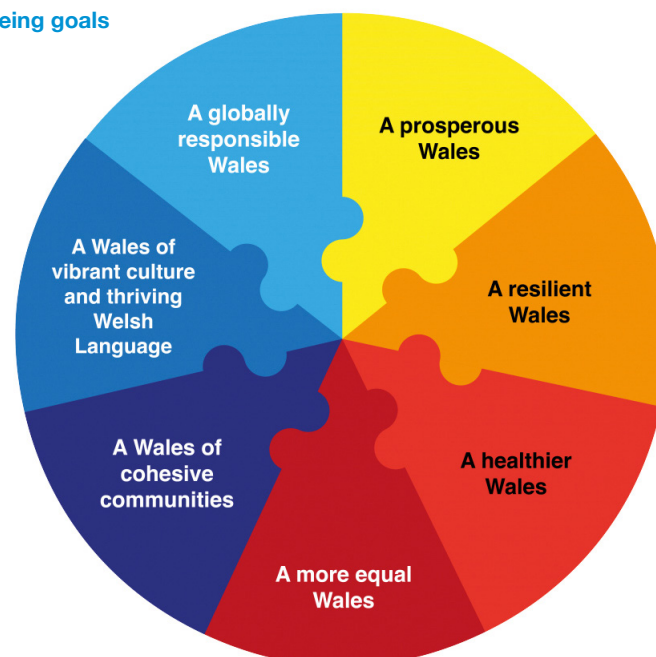 eing goals
A globally
responsible
Wales
A prosperous
Wales
A Wales of
vibrant culture
and thriving
Welsh
Language
A resilient
Wales
A Wales of
cohesive
communities
A healthier
Wales
A more equal
Wales